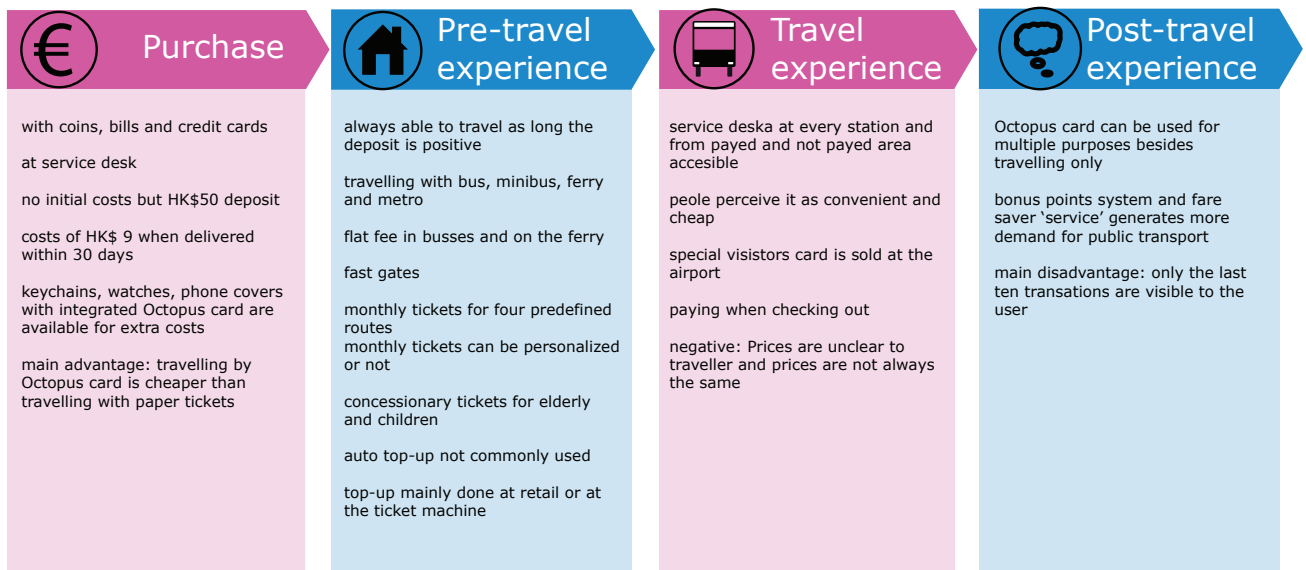 €
Purchase
with coins, bills and credit cards
at service desk
no initial costs but HK$50 deposit
costs of HK$ 9 when delivered
within 30 days
keychains, watches, phone covers
with integrated Octopus card are
available for extra costs
main advantage: travelling by
Octopus card is cheaper than
travelling with paper tickets
Pre-travel
experience
always able to travel as long the
deposit is positive
travelling with bus, minibus, ferry
and metro
flat fee in busses and on the ferry
fast gates
monthly tickets for four predefined
routes
monthly tickets can be personalized
or not
concessionary tickets for elderly
and children
auto top-up not commonly used
top-up mainly done at retail or at
the ticket machine
Travel
experience
service deska at every station and
from payed and not payed area
accesible
peole perceive it as convenient and
cheap
special visistors card is sold at the
airport
paying when checking out
negative: Prices are unclear to
traveller and prices are not always
the same
Post-travel
experience
Octopus card can be used for
multiple purposes besides
travelling only
bonus points system and fare
saver ‘service’ generates more
demand for public transport
main disadvantage: only the last
ten transations are visible to the
user